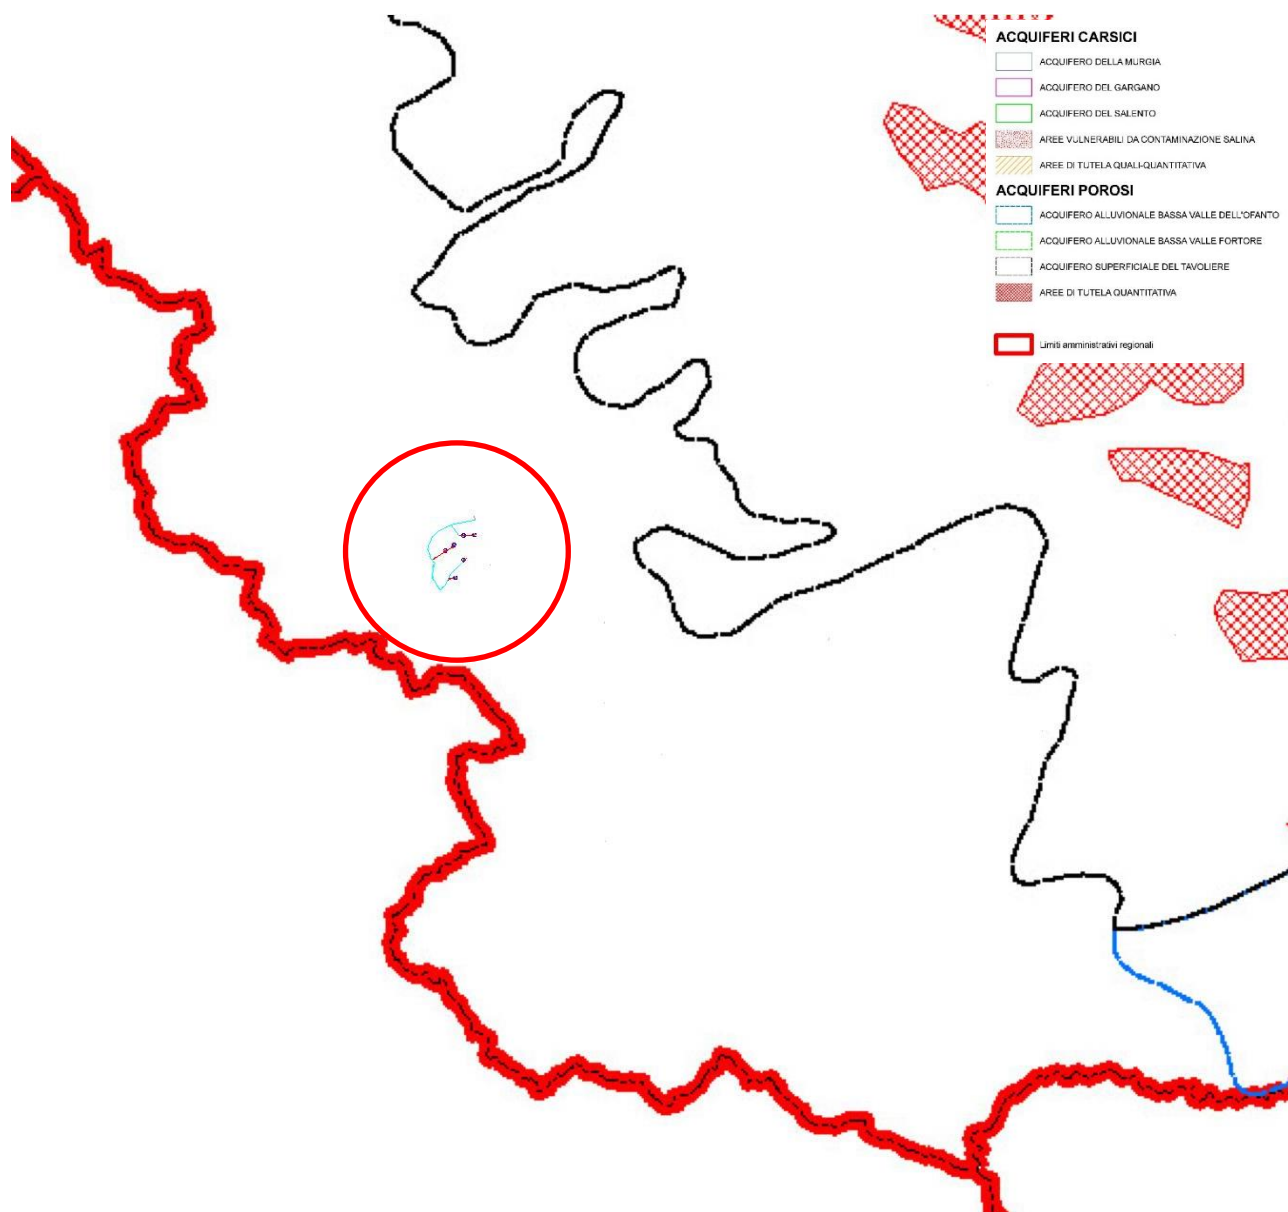 ACQUIFERI CARSICI
ACQUIFERO DELLA MURGIA
ACQUIFERO DEL GARGANO
ACQUIFERO DEL SALENTO
AREE VULNERABILI DA CONTAMINAZIONE SALINA
AREE DI TUTELA QUALI-QUANTITATIVA
ACQUIFERI POROSI
ACQUIFERO ALLUVIONALE BASSA VALLE DELL'OFANTO
ACQUIFERO ALLUVIONALE BASSA VALLE FORTORE
ACQUIFERO SUPERFICIALE DEL TAVOLIERE
AREE DI TUTELA QUANTITATIVA
Limiti amministrativi regionali